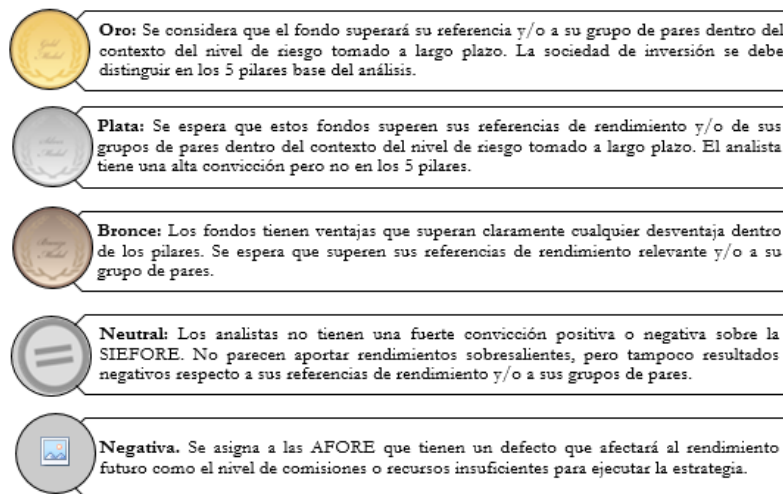 Gold
Medal
Oro: Se considera que el fondo superará su referencia y/o a su grupo de pares dentro del
contexto del nivel de riesgo tomado a largo plazo. La sociedad de inversión se debe
distinguir en los 5 pilares base del análisis.
Silver
Medal
Plata: Se espera que estos fondos superen sus referencias de rendimiento y/o de sus
grupos de pares dentro del contexto del nivel de riesgo tomado a largo plazo. El analista
tiene una alta convicción pero no en los 5 pilares.
Bronze
Medal
Bronce: Los fondos tienen ventajas que superan claramente cualquier desventaja dentro
de los pilares. Se espera que superen sus referencias de rendimiento relevante y/o a su
grupo de pares.
Neutral: Los analistas no tienen una fuerte convicción positiva o negativa sobre la
SIEFORE. No parecen aportar rendimientos sobresalientes, pero tampoco resultados
negativos respecto a sus referencias de rendimiento y/o a sus grupos de pares.
Negativa. Se asigna a las AFORE que tienen un defecto que afectará al rendimiento
futuro como el nivel de comisiones o recursos insuficientes para ejecutar la estrategia.